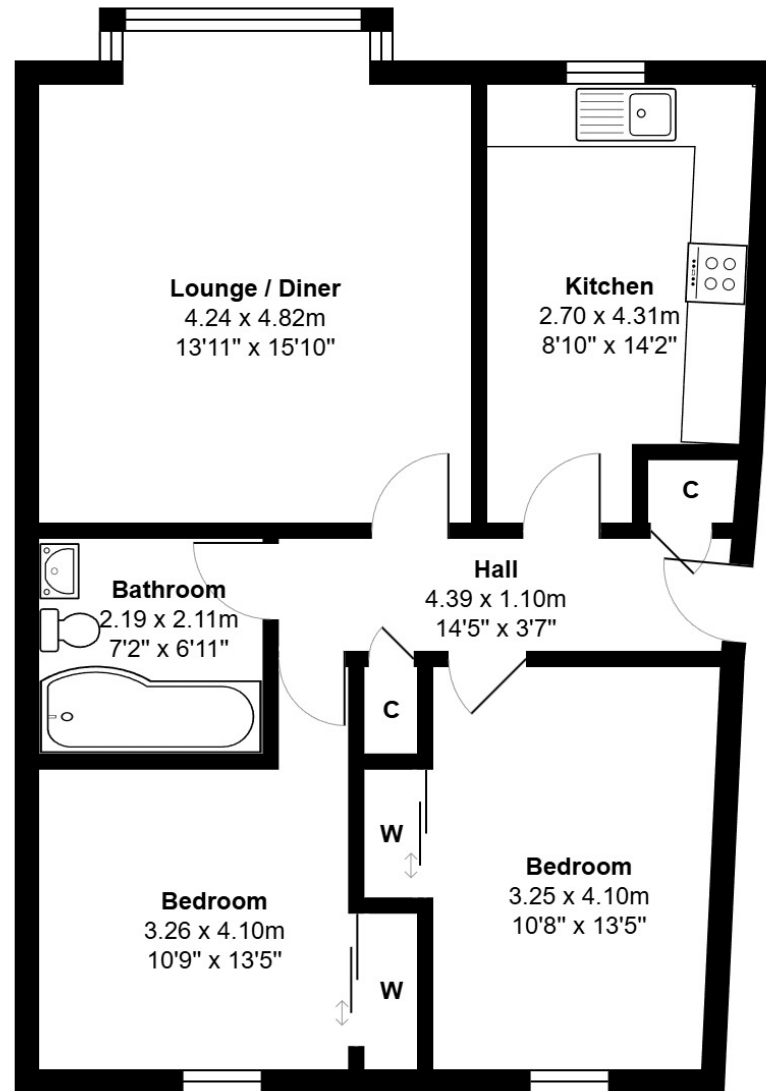 Lounge / Diner
4.24 x 4.82m
13'11" x 15'10"
Kitchen
2.70 x 4.31m
8'10" x 14'2"
C
Hall
4.39 x 1.10m
14'5" x 3'7"
Bathroom
2.19 x 2.11m
7'2" x 6'11"
C
W
Bedroom
3.25 x 4.10m
10'8" x 13'5"
Bedroom
3.26 x 4.10m
10'9" x 13'5"
W